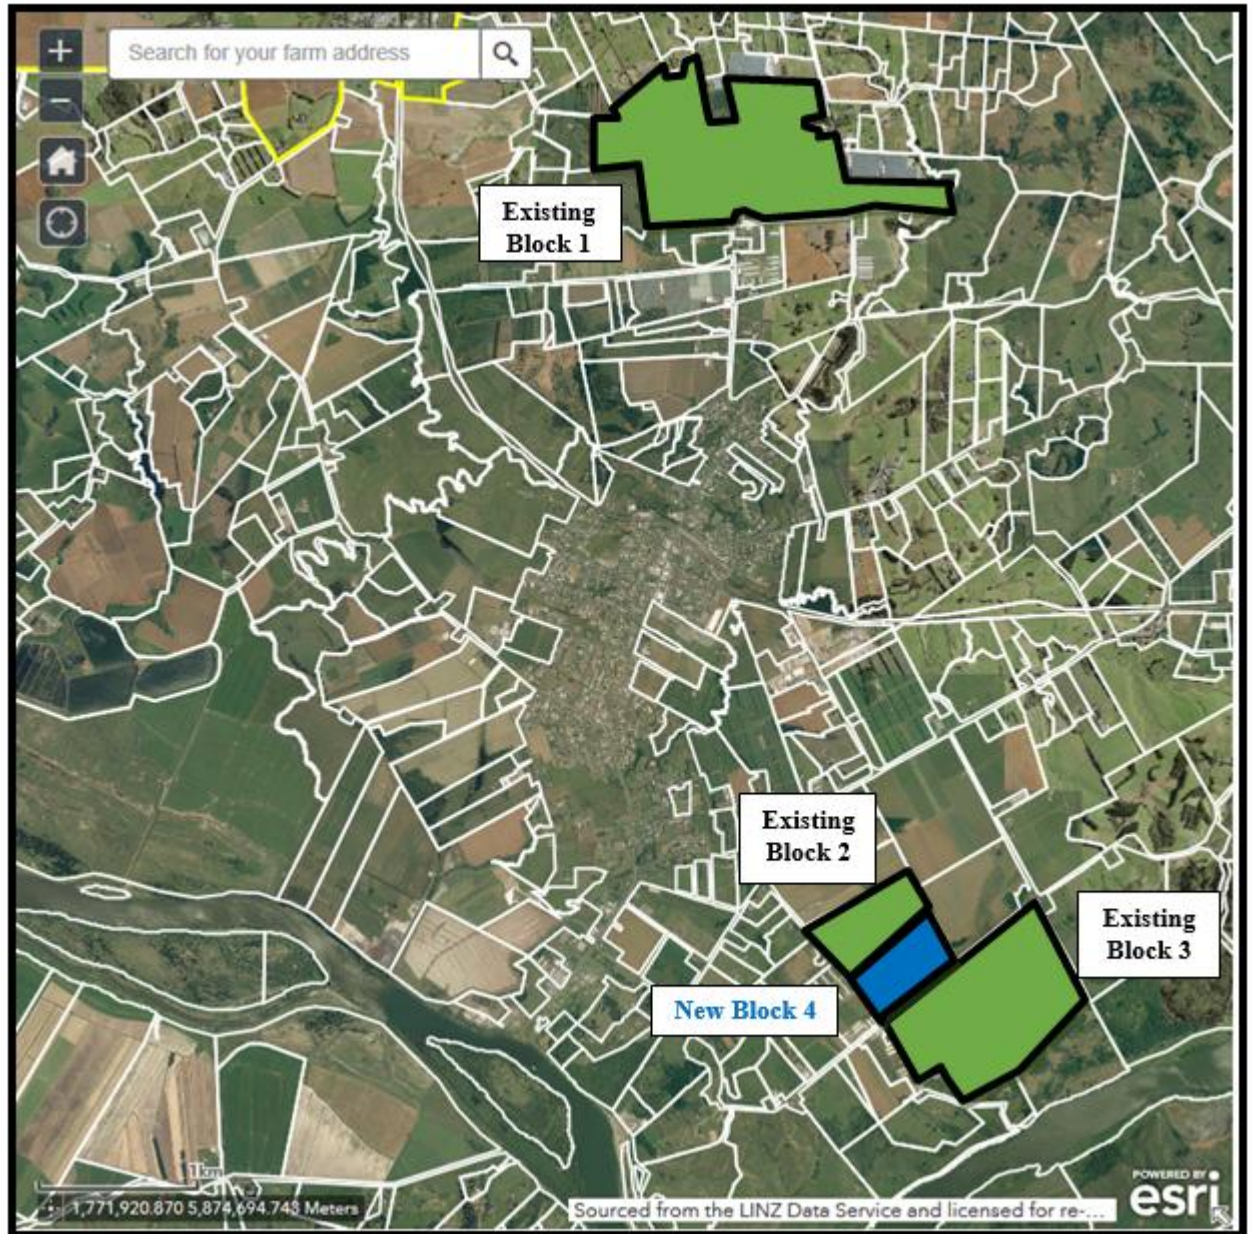 +
Search for your farm address
−
Existing
Block 1
Existing
Block 2
Existing
Block 3
New Block 4
1km
1,771,920.870 5,874,694.743 Meters
Sourced from the LINZ Data Service and licensed for re-...
POWERED BY
esri